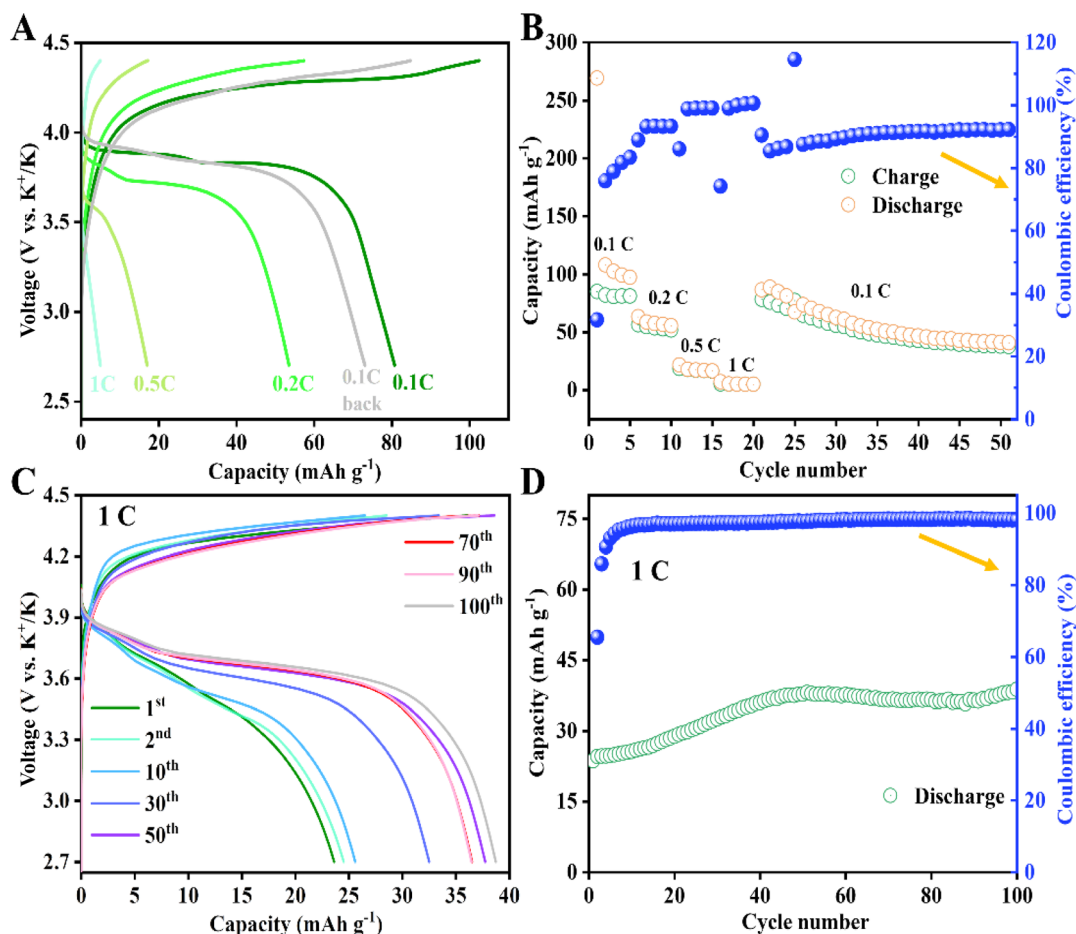 A
4.5
4.0
3.5
3.0
2.5
Voltage (V vs. K⁺/K)
1C
0.5C
0.2C
0.1C
back
0.1C
0
20
40
60
80
100
Capacity (mAh g⁻¹)
B
300
250
200
150
100
50
0
Capacity (mAh g⁻¹)
0.1 C
0.2 C
0.5 C
1 C
0.1 C
Charge
Discharge
120
100
80
60
40
20
0
Coulombic efficiency (%)
0
5
10
15
20
25
30
35
40
45
50
Cycle number
C
1 C
4.5
4.2
3.9
3.6
3.3
3.0
2.7
Voltage (V vs. K⁺/K)
70th
90th
100th
1st
2nd
10th
30th
50th
0
5
10
15
20
25
30
35
40
Capacity (mAh g⁻¹)
D
1 C
75
60
45
30
15
0
Capacity (mAh g⁻¹)
Discharge
100
80
60
40
20
0
Coulombic efficiency (%)
0
20
40
60
80
100
Cycle number